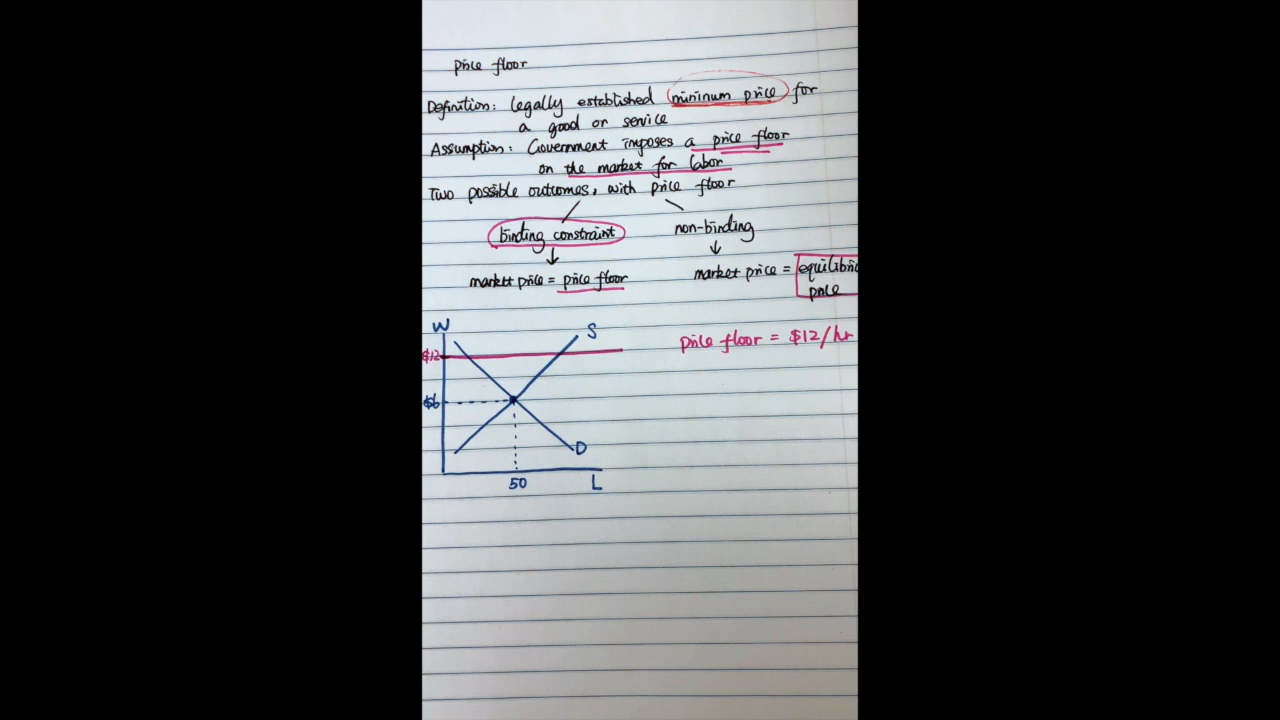 price floor
Definition: legally established minimum price for
a good or service
Assumption: Government imposes a price floor
on the market for labor
Two possible outcomes, with price floor
binding constraint non-binding
market price = price floor market price = equilibriu
price
W S price floor = $12/hr
$12
$6
D
50 L